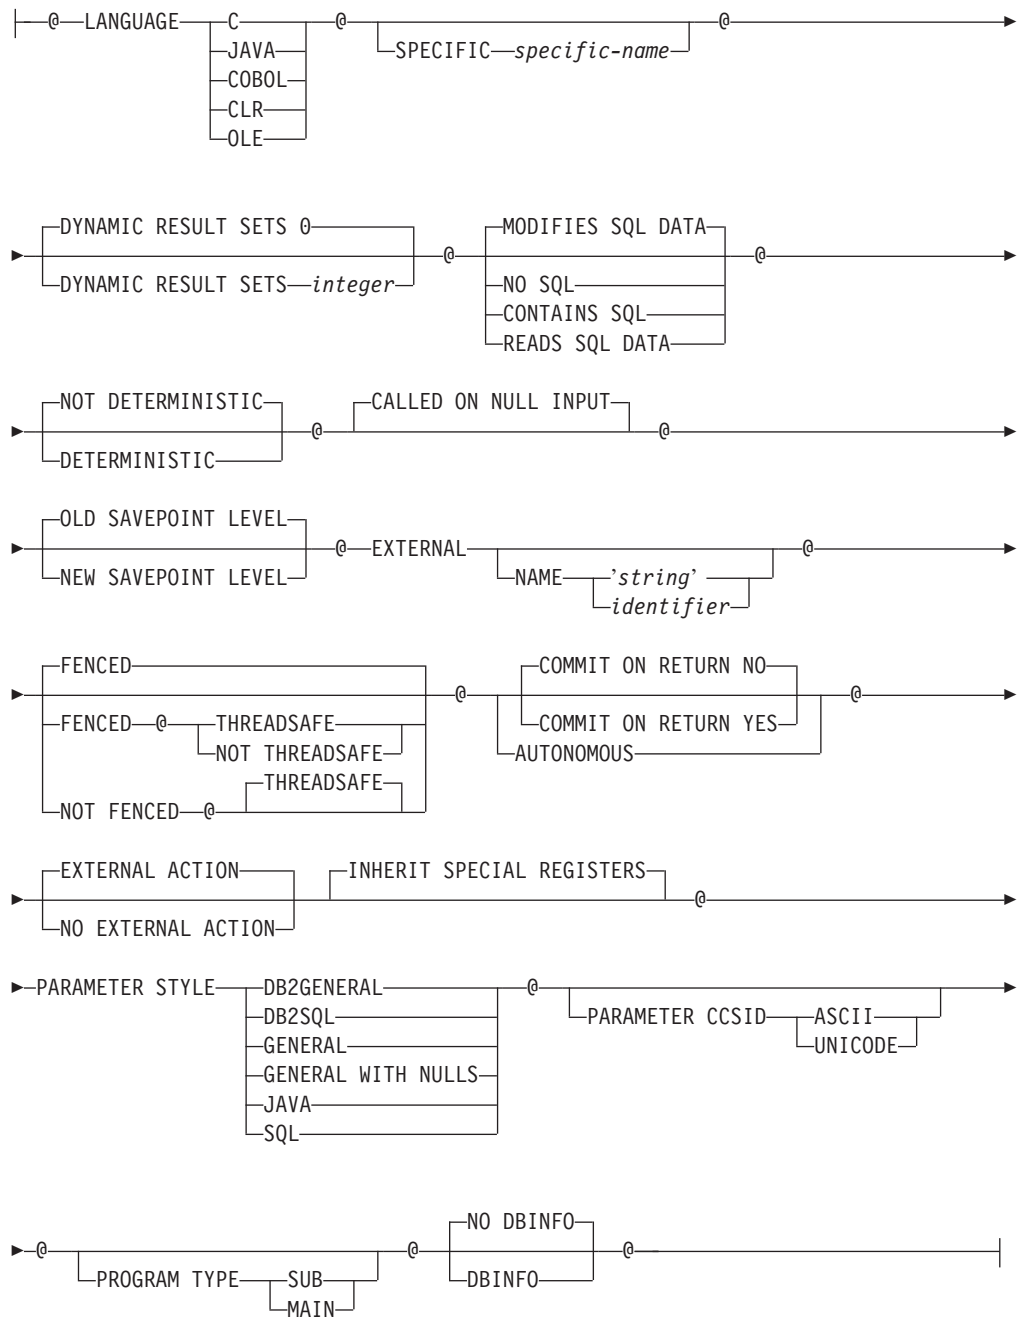 @ LANGUAGE C @ @
SPECIFIC specific-name
JAVA
COBOL
CLR
OLE
DYNAMIC RESULT SETS 0 MODIFIES SQL DATA
@ @
DYNAMIC RESULT SETS integer NO SQL
CONTAINS SQL
READS SQL DATA
NOT DETERMINISTIC CALLED ON NULL INPUT
@ @
DETERMINISTIC
OLD SAVEPOINT LEVEL
@ EXTERNAL @
NEW SAVEPOINT LEVEL NAME 'string'
identifier
FENCED COMMIT ON RETURN NO
@ @
FENCED @ THREADSAFE COMMIT ON RETURN YES
NOT THREADSAFE AUTONOMOUS
THREADSAFE
NOT FENCED @
EXTERNAL ACTION INHERIT SPECIAL REGISTERS
@
NO EXTERNAL ACTION
PARAMETER STYLE DB2GENERAL @
DB2SQL PARAMETER CCSID ASCII
GENERAL UNICODE
GENERAL WITH NULLS
JAVA
SQL
NO DBINFO
@ @ @
PROGRAM TYPE SUB DBINFO
MAIN